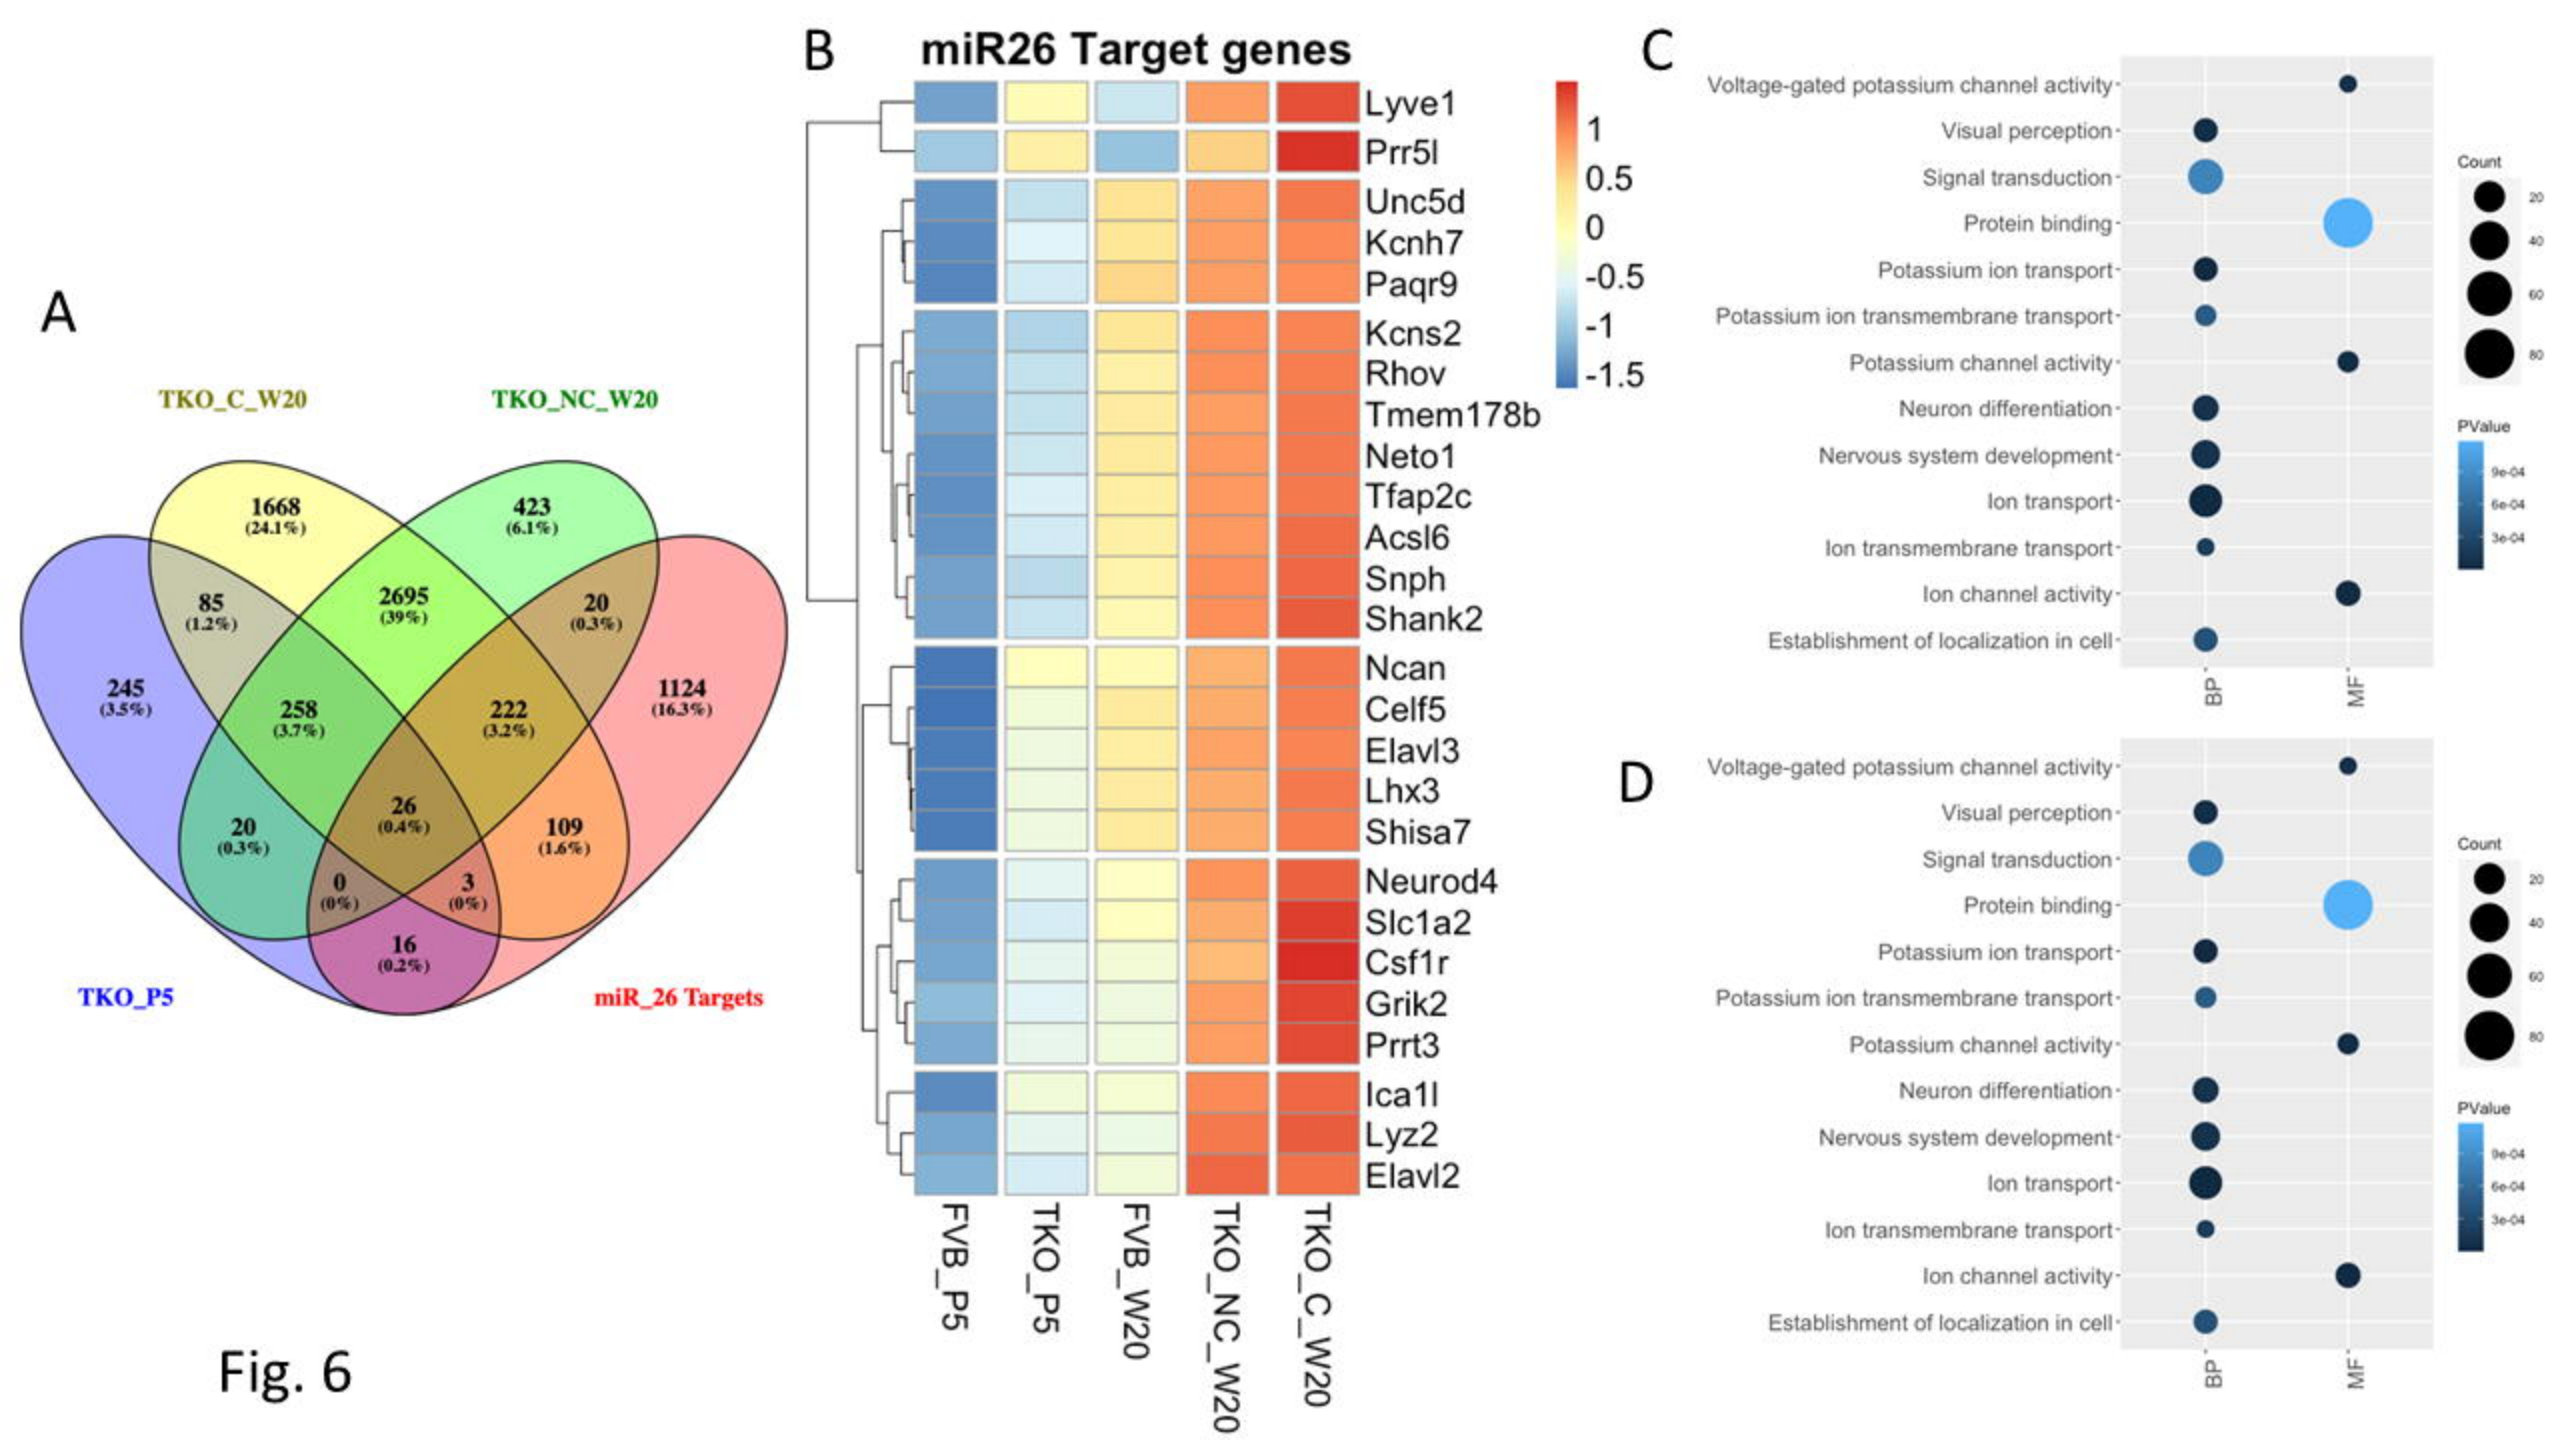 A
TKO_C_W20
TKO_NC_W20
1668
(24.1%)
423
(6.1%)
85
(1.2%)
2695
(39%)
20
(0.3%)
245
(3.5%)
258
(3.7%)
222
(3.2%)
1124
(16.3%)
20
(0.3%)
26
(0.4%)
109
(1.6%)
0
(0%)
3
(0%)
16
(0.2%)
TKO_P5
miR_26 Targets
Fig. 6
B
miR26 Target genes
Lyve1
Prr5l
Unc5d
Kcnh7
Paqr9
Kcns2
Rhov
Tmem178b
Neto1
Tfap2c
Acsl6
Snph
Shank2
Ncan
Celf5
Elavl3
Lhx3
Shisa7
Neurod4
Slc1a2
Csf1r
Grik2
Prrt3
Ica1l
Lyz2
Elavl2
FVB_P5
TKO_P5
FVB_W20
TKO_NC_W20
TKO_C_W20
1
0.5
0
-0.5
-1
-1.5
C
Voltage-gated potassium channel activity
Visual perception
Signal transduction
Protein binding
Potassium ion transport
Potassium ion transmembrane transport
Potassium channel activity
Neuron differentiation
Nervous system development
Ion transport
Ion transmembrane transport
Ion channel activity
Establishment of localization in cell
BP
MF
Count
20
40
60
80
PValue
9e-04
6e-04
3e-04
D
Voltage-gated potassium channel activity
Visual perception
Signal transduction
Protein binding
Potassium ion transport
Potassium ion transmembrane transport
Potassium channel activity
Neuron differentiation
Nervous system development
Ion transport
Ion transmembrane transport
Ion channel activity
Establishment of localization in cell
BP
MF
Count
20
40
60
80
PValue
9e-04
6e-04
3e-04